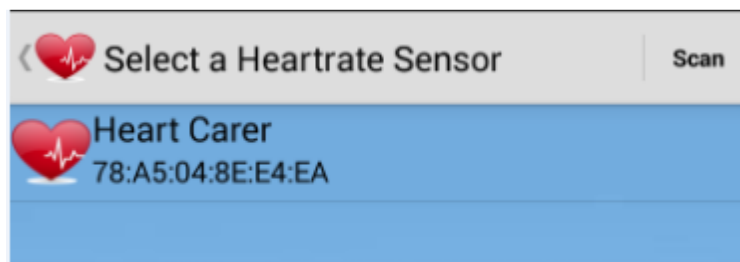 Select a Heartrate Sensor
Scan
Heart Carer
78:A5:04:8E:E4:EA